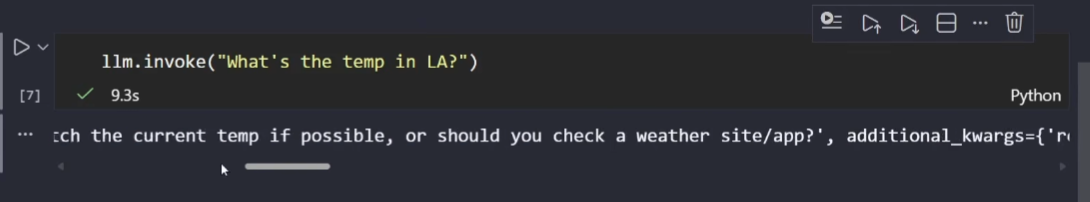 llm.invoke("What's the temp in LA?")
[7]
9.3s
Python
tch the current temp if possible, or should you check a weather site/app?', additional_kwargs={'re